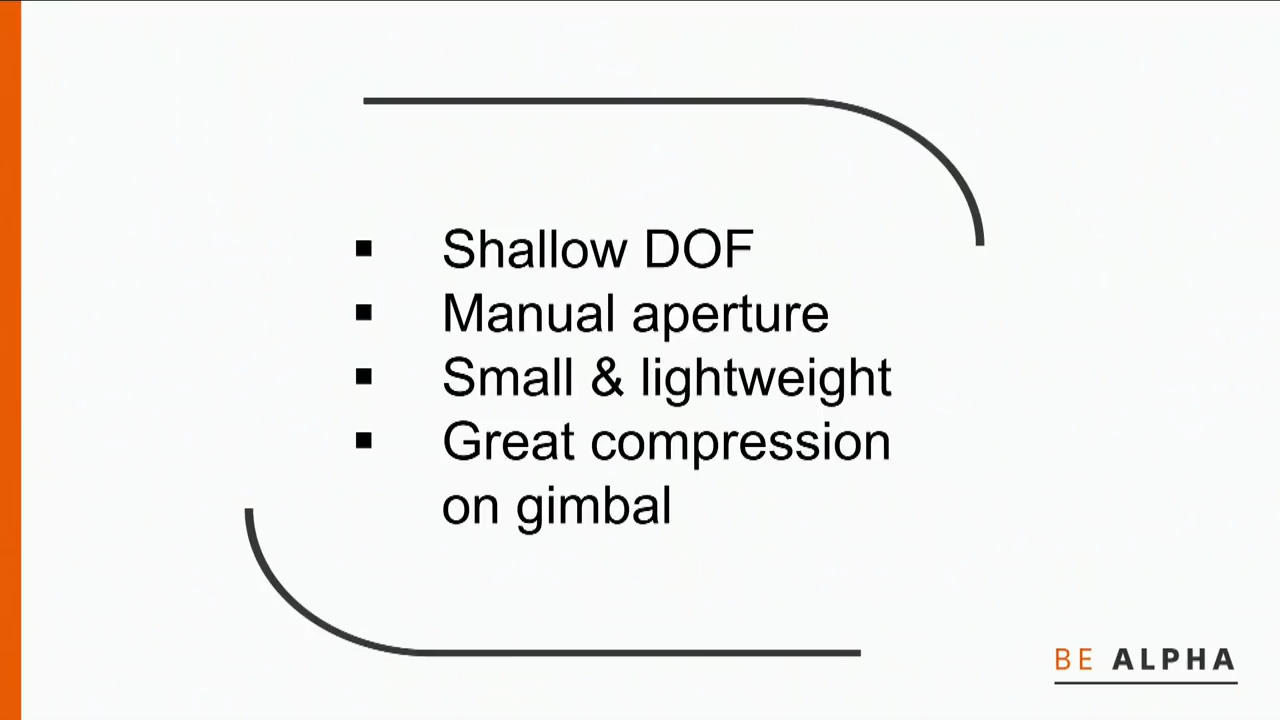 ▪ Shallow DOF
▪ Manual aperture
▪ Small & lightweight
▪ Great compression
on gimbal
BE ALPHA